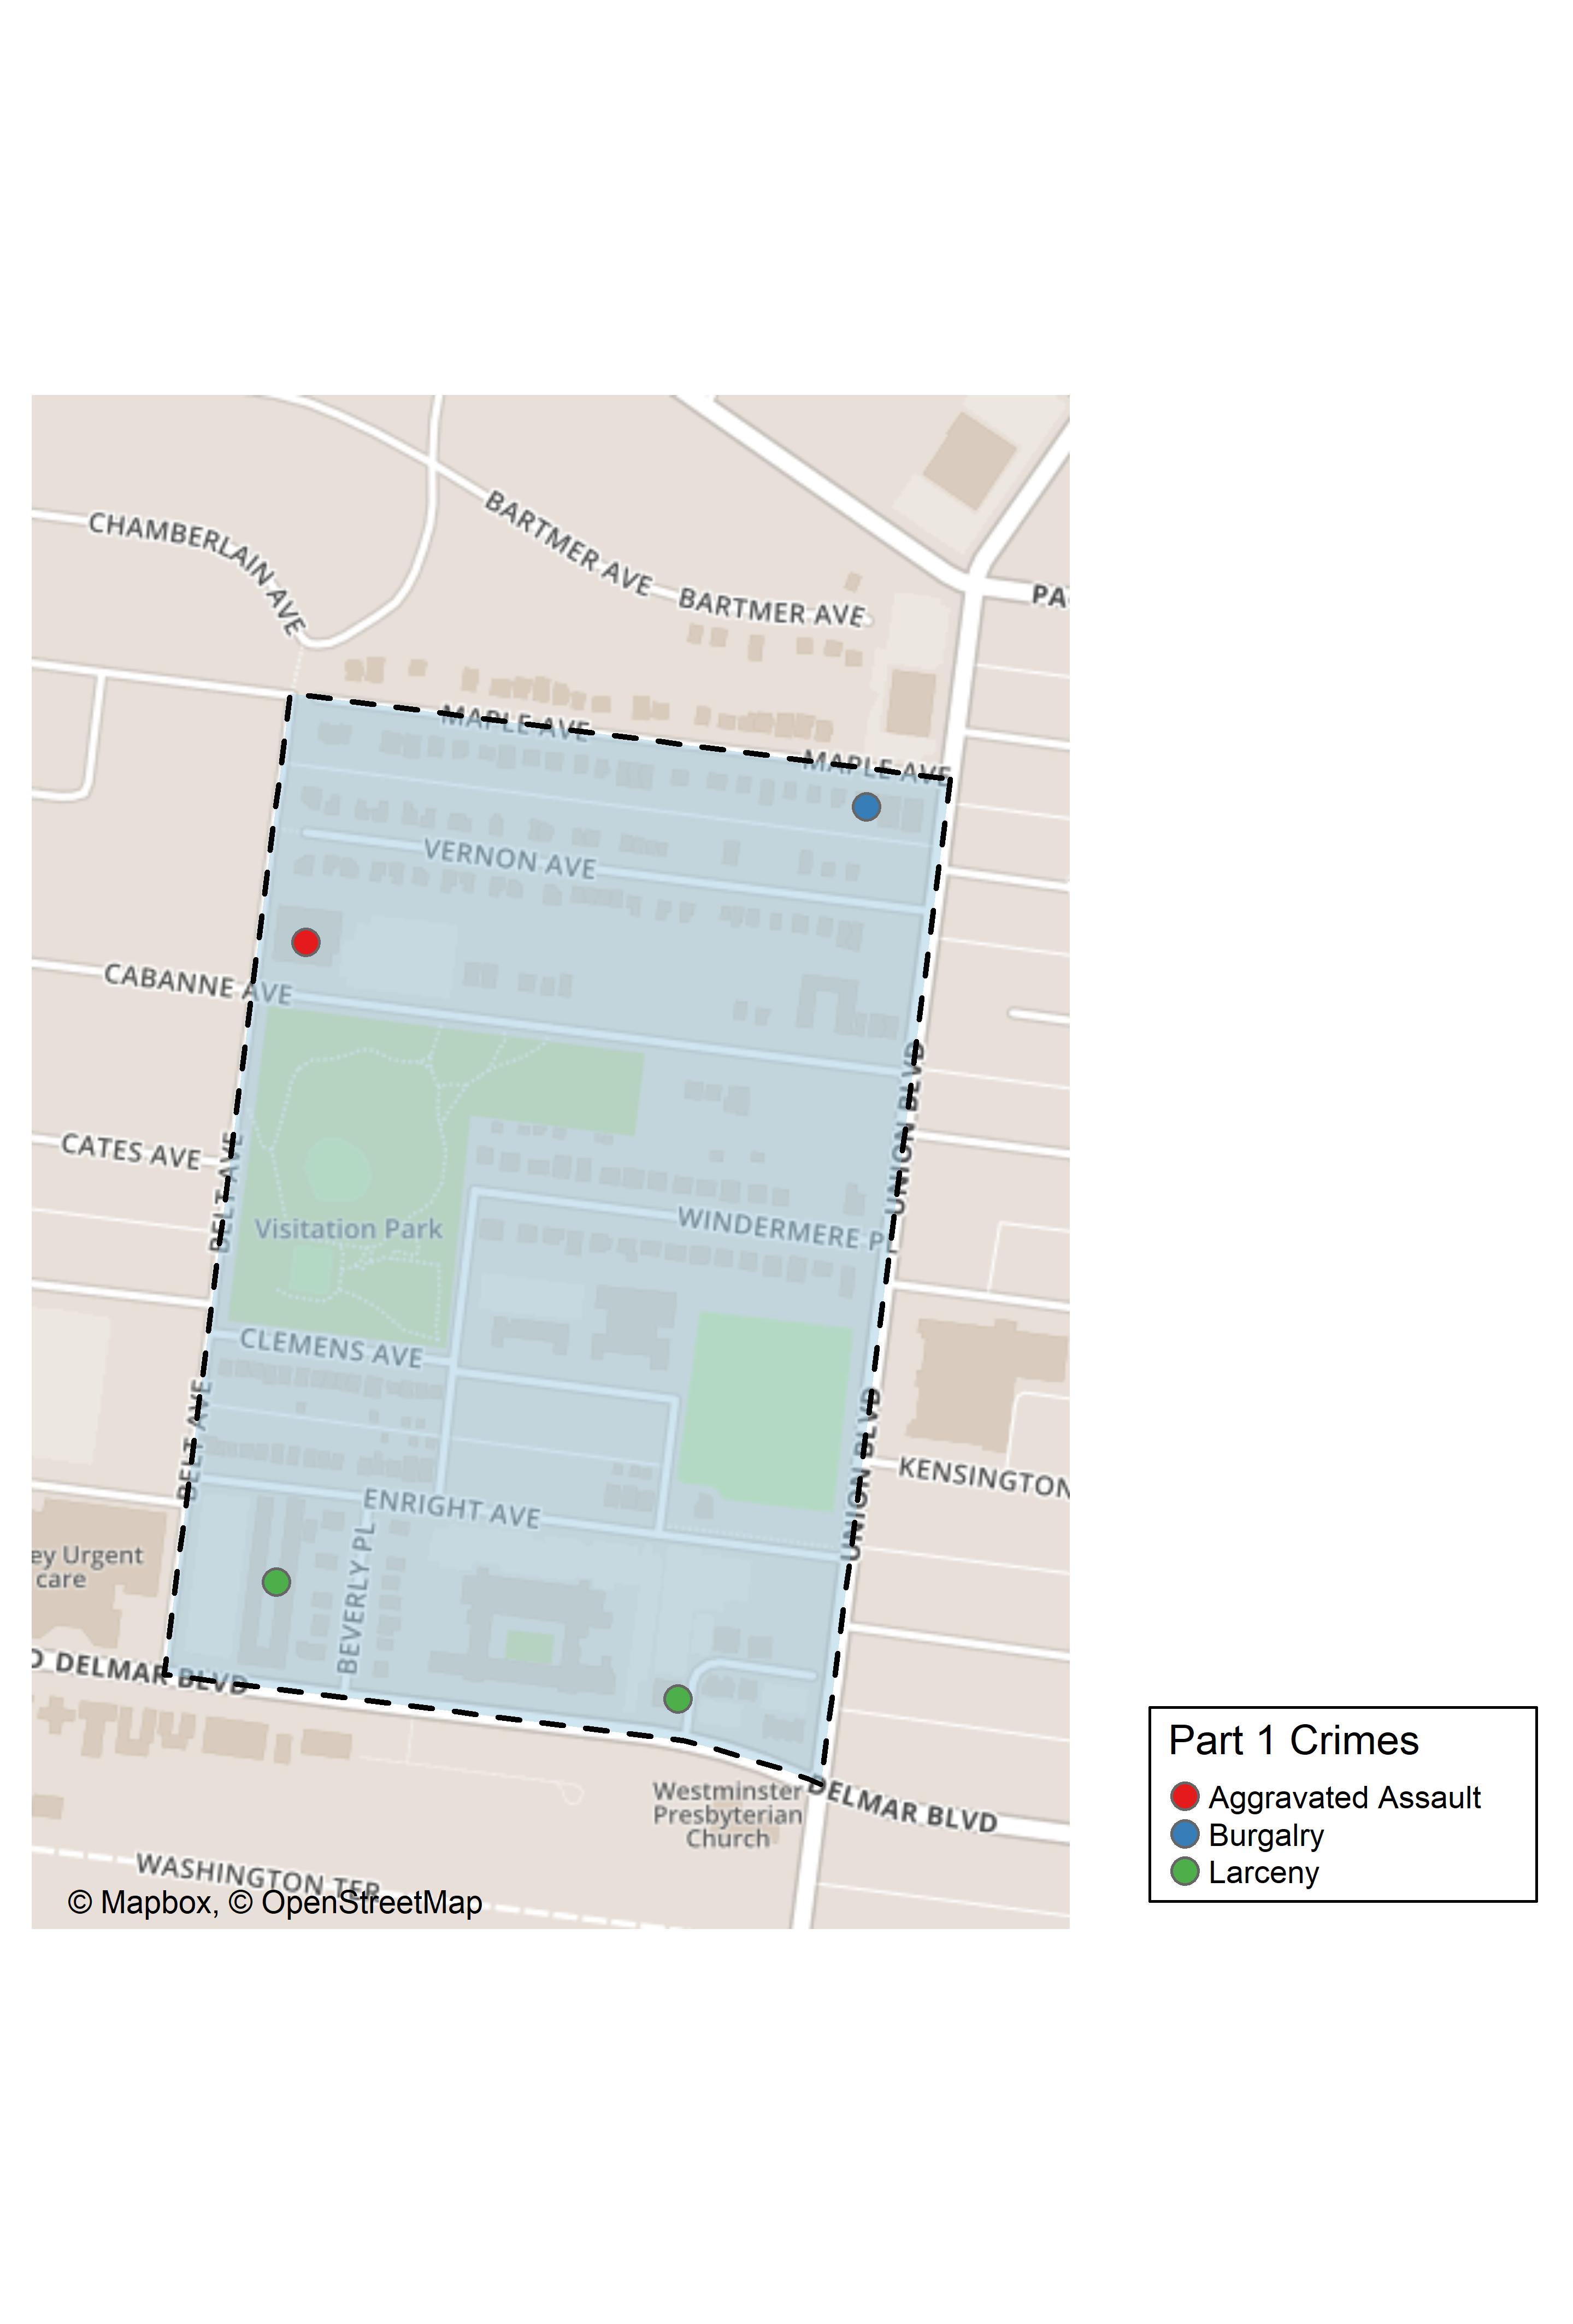 CHAMBERLAIN AVE
BARTMER AVE
BARTMER AVE
PA
MAPLE AVE
MAPLE AVE
VERNON AVE
CABANNE AVE
UNION BLVD
CATES AVE
BELT AVE
Visitation Park
WINDERMERE PL
CLEMENS AVE
BELT AVE
UNION BLVD
KENSINGTON
ENRIGHT AVE
BEVERLY PL
ey Urgent
care
O DELMAR BLVD
Westminster
Presbyterian
Church
DELMAR BLVD
WASHINGTON TER
© Mapbox, © OpenStreetMap
Part 1 Crimes
Aggravated Assault
Burgalry
Larceny